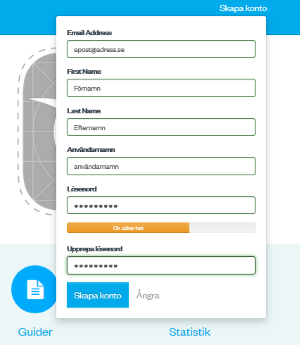 Skapa konto
Email Address
epost@adress.se
First Name
Förnamn
Last Name
Efternamn
Användarnamn
användarnamn
Lösenord
Ok säkerhet
Upprepa lösenord
Skapa konto Ångra
Guider Statistik